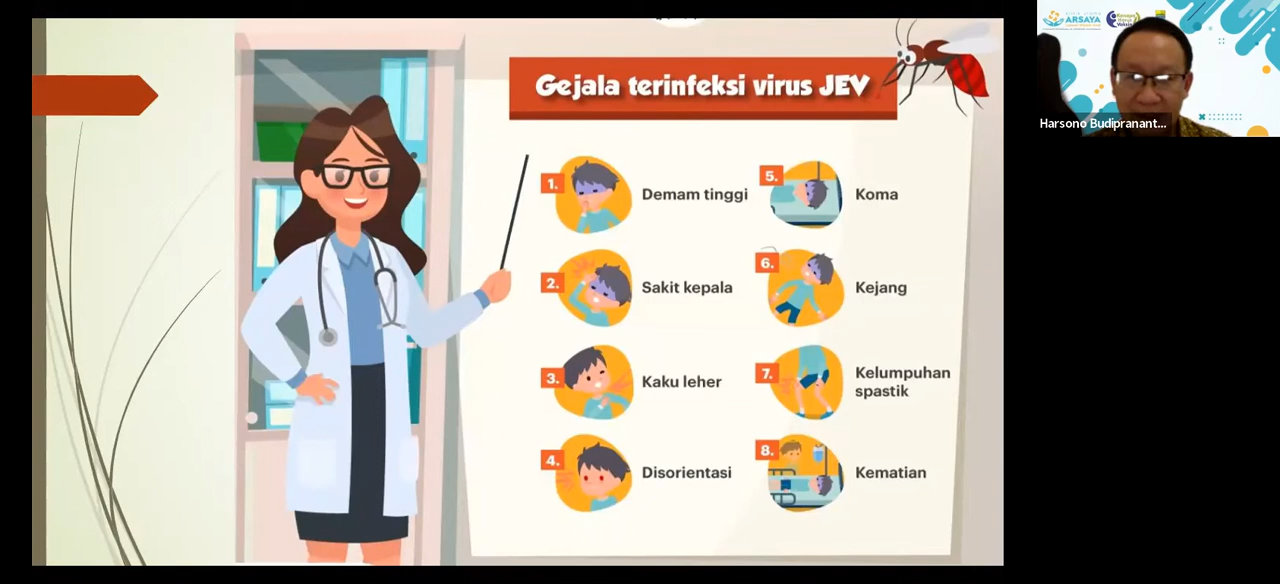 Gejala terinfeksi virus JEV
1.
Demam tinggi
2.
Sakit kepala
3.
Kaku leher
4.
Disorientasi
5.
Koma
6.
Kejang
7.
Kelumpuhan
spastik
8.
Kematian
ARSAYA
Harsono Budipranant...